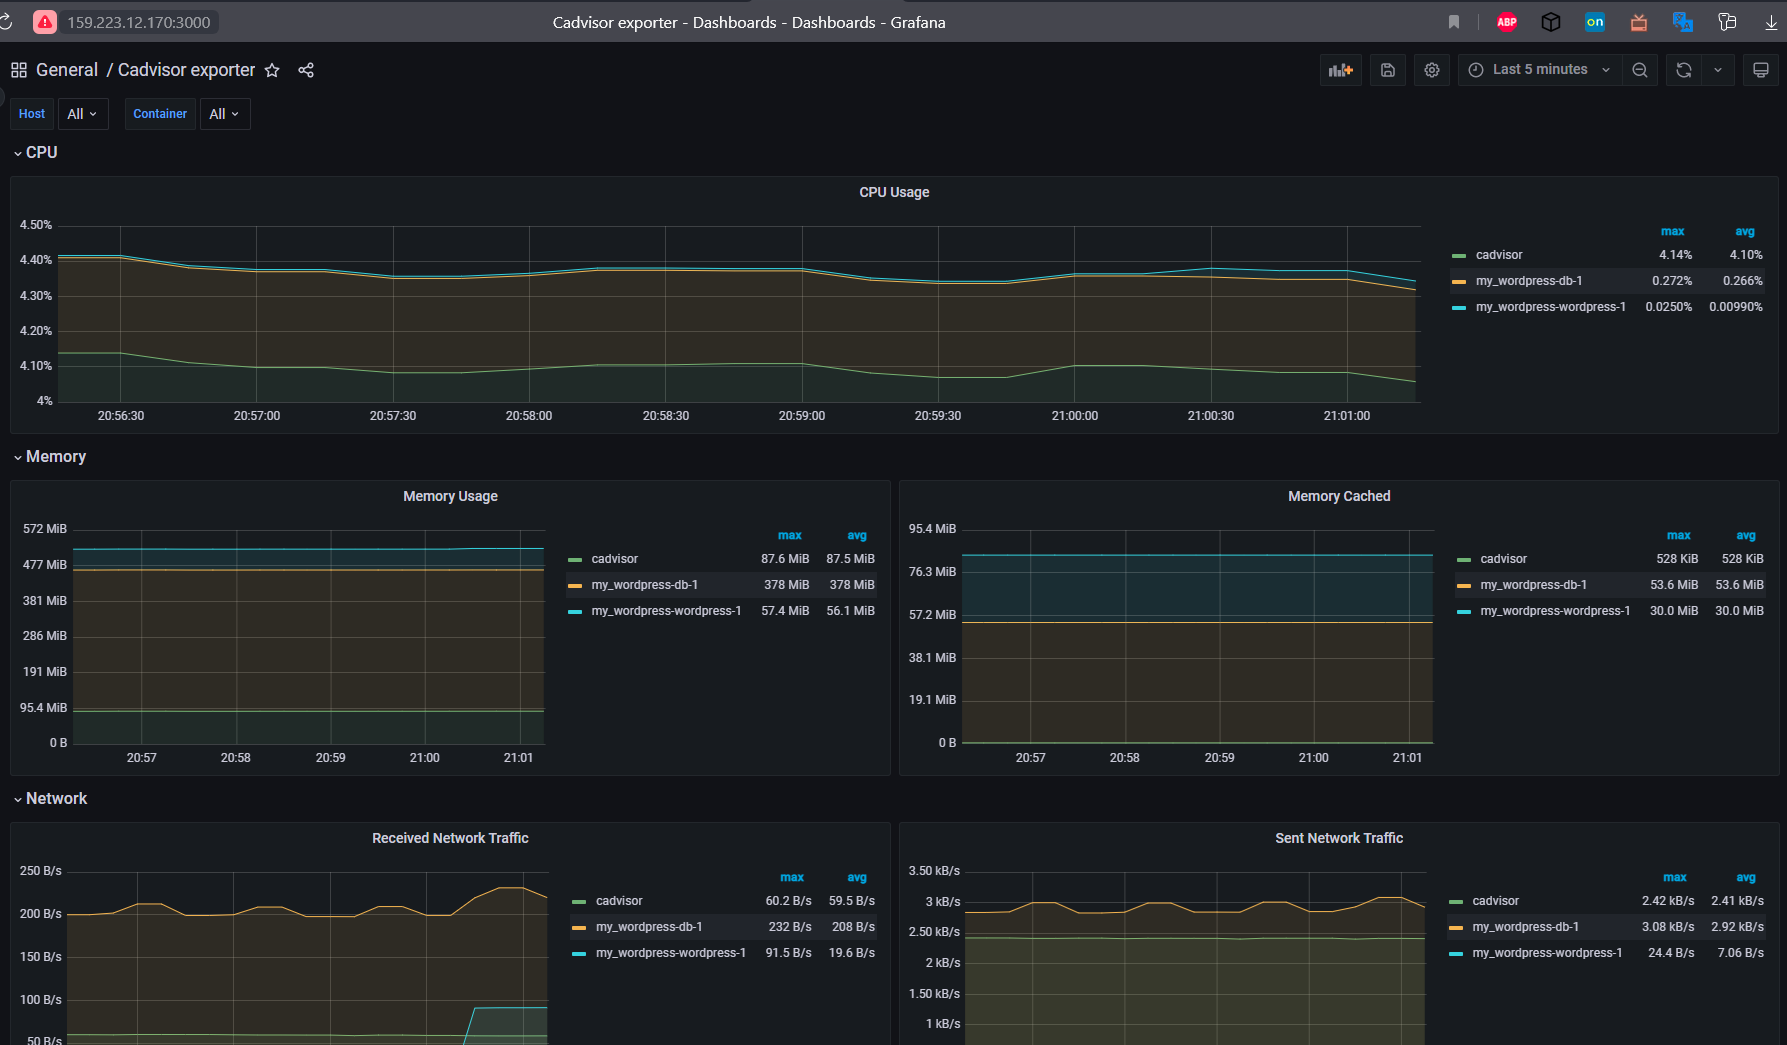 159.223.12.170:3000
Cadvisor exporter - Dashboards - Dashboards - Grafana
ABP
on
General / Cadvisor exporter
Last 5 minutes
Host All Container All
CPU
CPU Usage
4.50%
4.40%
4.30%
4.20%
4.10%
4%
20:56:30 20:57:00 20:57:30 20:58:00 20:58:30 20:59:00 20:59:30 21:00:00 21:00:30 21:01:00
max avg
cadvisor 4.14% 4.10%
my_wordpress-db-1 0.272% 0.266%
my_wordpress-wordpress-1 0.0250% 0.00990%
Memory
Memory Usage
572 MiB
477 MiB
381 MiB
286 MiB
191 MiB
95.4 MiB
0 B
20:57 20:58 20:59 21:00 21:01
max avg
cadvisor 87.6 MiB 87.5 MiB
my_wordpress-db-1 378 MiB 378 MiB
my_wordpress-wordpress-1 57.4 MiB 56.1 MiB
Memory Cached
95.4 MiB
76.3 MiB
57.2 MiB
38.1 MiB
19.1 MiB
0 B
20:57 20:58 20:59 21:00 21:01
max avg
cadvisor 528 KiB 528 KiB
my_wordpress-db-1 53.6 MiB 53.6 MiB
my_wordpress-wordpress-1 30.0 MiB 30.0 MiB
Network
Received Network Traffic
250 B/s
200 B/s
150 B/s
100 B/s
50 B/s
max avg
cadvisor 60.2 B/s 59.5 B/s
my_wordpress-db-1 232 B/s 208 B/s
my_wordpress-wordpress-1 91.5 B/s 19.6 B/s
Sent Network Traffic
3.50 kB/s
3 kB/s
2.50 kB/s
2 kB/s
1.50 kB/s
1 kB/s
max avg
cadvisor 2.42 kB/s 2.41 kB/s
my_wordpress-db-1 3.08 kB/s 2.92 kB/s
my_wordpress-wordpress-1 24.4 B/s 7.06 B/s